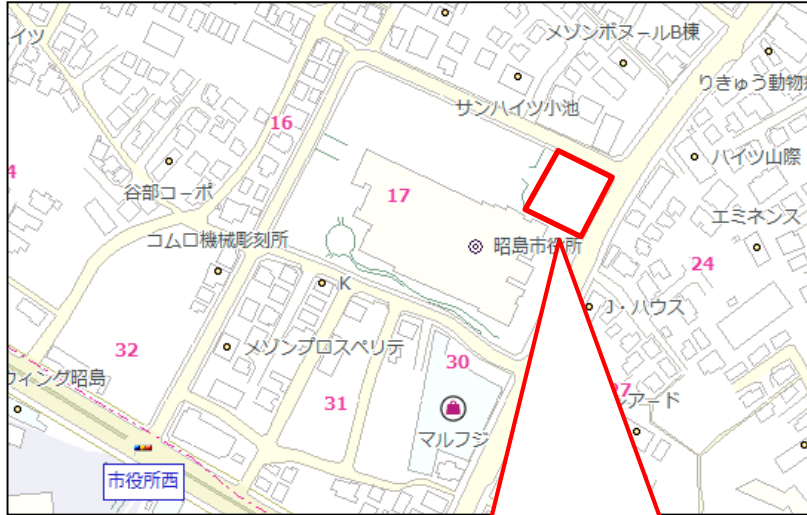 イツ
メゾンボヌールB棟
りきゅう動物
サンハイツ小池
16
ハイツ山際
4
谷部コーポ
17
エミネンス
コムロ機械彫刻所
昭島市役所
24
K
J・ハウス
32
メゾンプロスペリテ
30
ウィング昭島
31
27
アード
マルフジ
市役所西